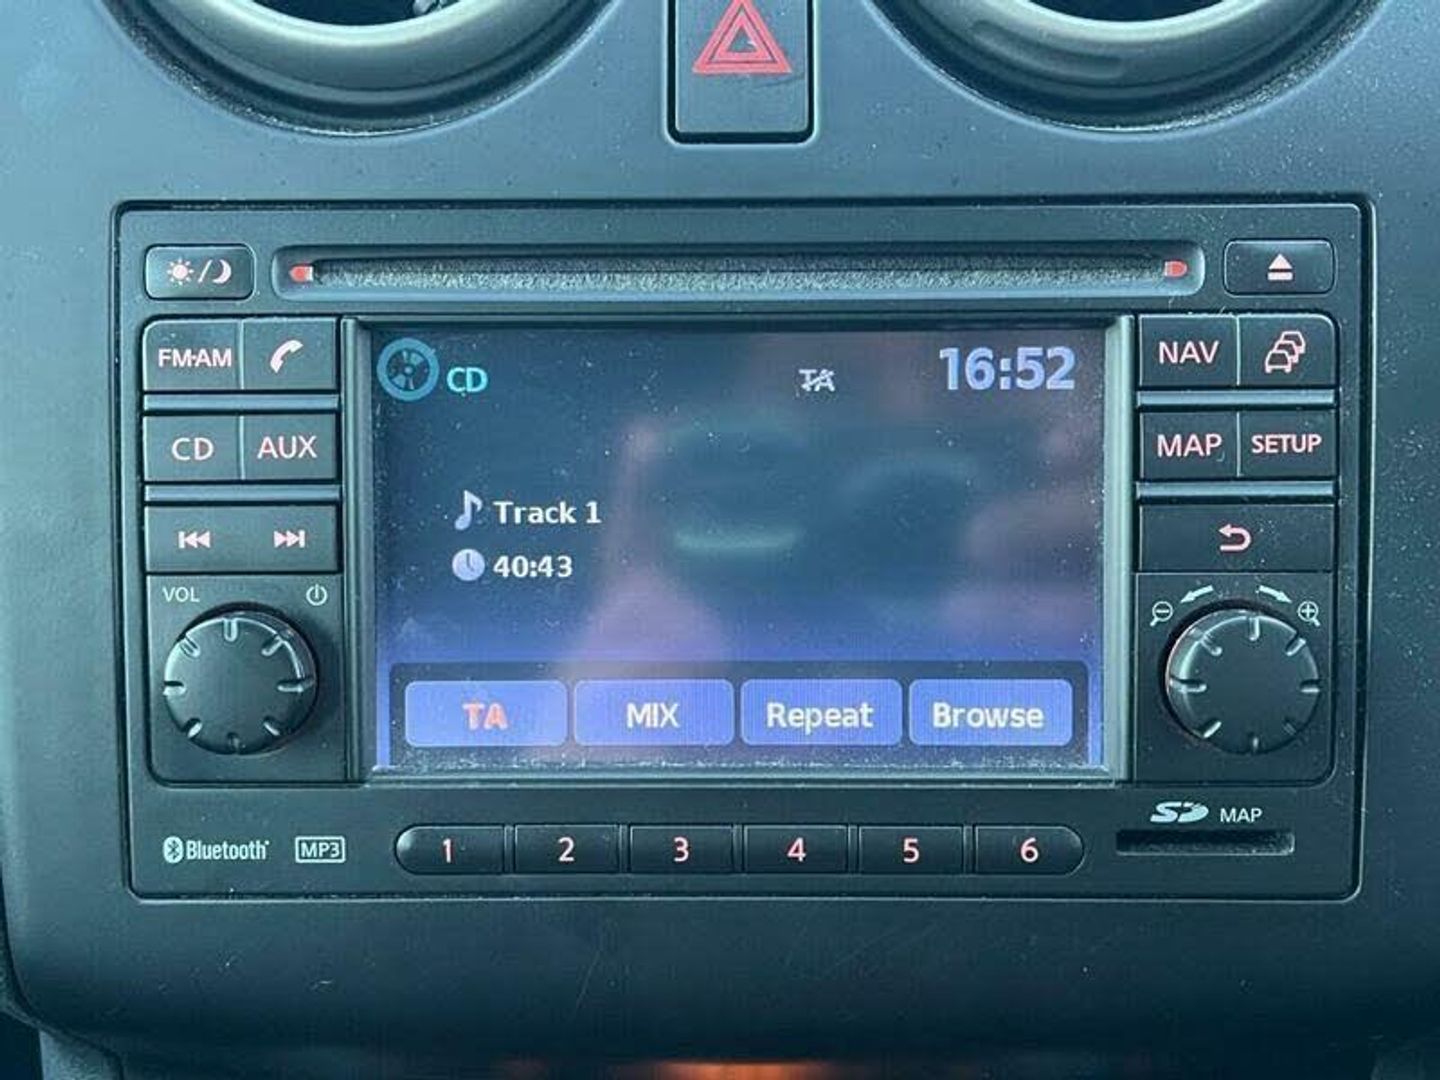 FM·AM
CD AUX
VOL
CD TA 16:52
Track 1
40:43
TA MIX Repeat Browse
NAV
MAP SETUP
Bluetooth MP3 1 2 3 4 5 6
SD MAP